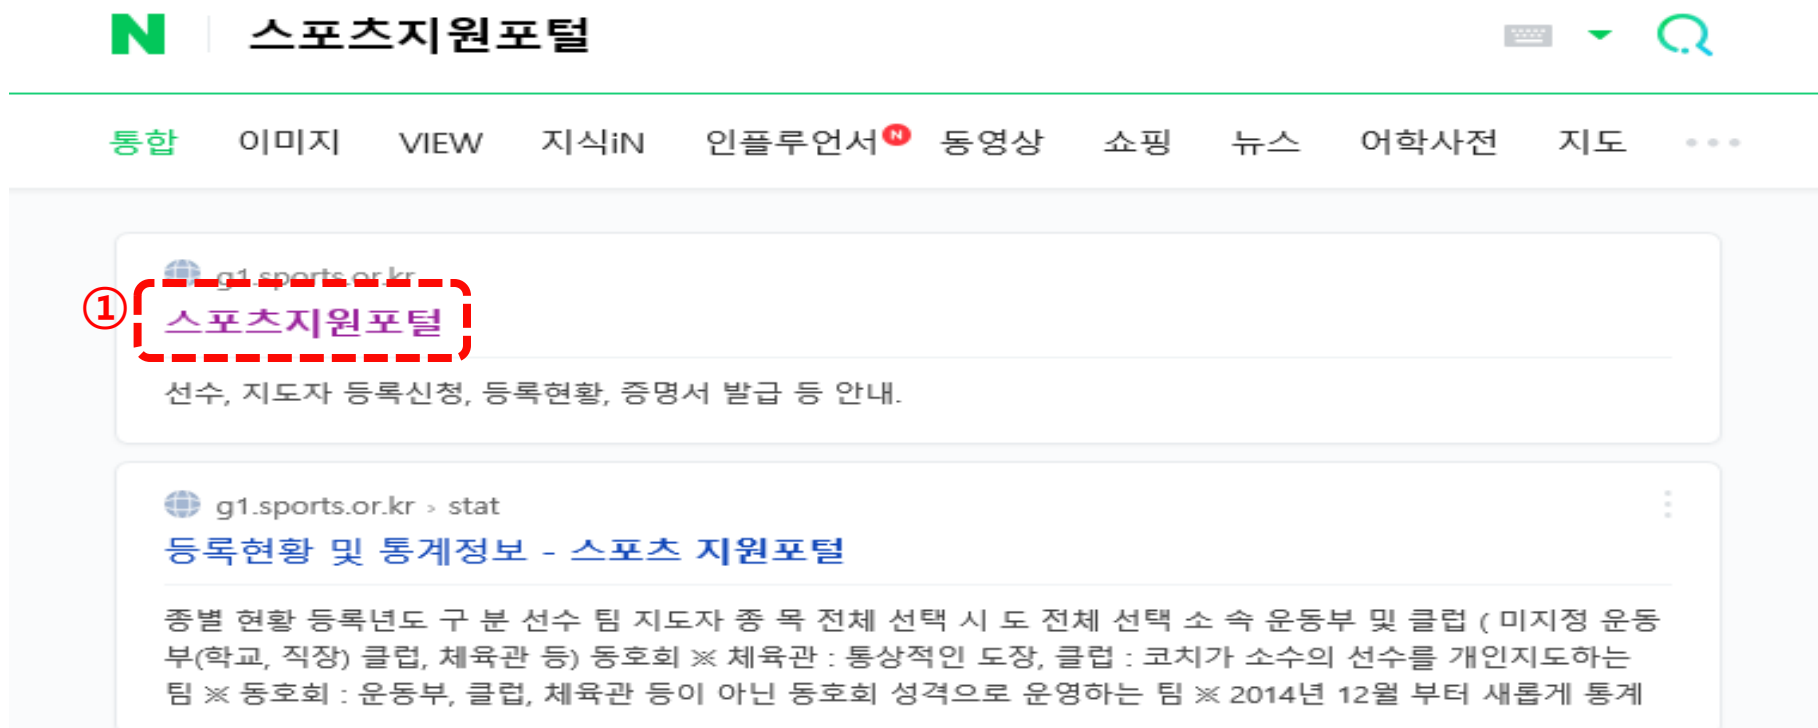 N 스포츠지원포털
통합 이미지 VIEW 지식iN 인플루언서 N 동영상 쇼핑 뉴스 어학사전 지도
g1.sports.or.kr
① 스포츠지원포털
선수, 지도자 등록신청, 등록현황, 증명서 발급 등 안내.
g1.sports.or.kr › stat
등록현황 및 통계정보 - 스포츠 지원포털
종별 현황 등록년도 구 분 선수 팀 지도자 종 목 전체 선택 시 도 전체 선택 소 속 운동부 및 클럽 ( 미지정 운동
부(학교, 직장) 클럽, 체육관 등) 동호회 ※ 체육관 : 통상적인 도장, 클럽 : 코치가 소수의 선수를 개인지도하는
팀 ※ 동호회 : 운동부, 클럽, 체육관 등이 아닌 동호회 성격으로 운영하는 팀 ※ 2014년 12월 부터 새롭게 통계